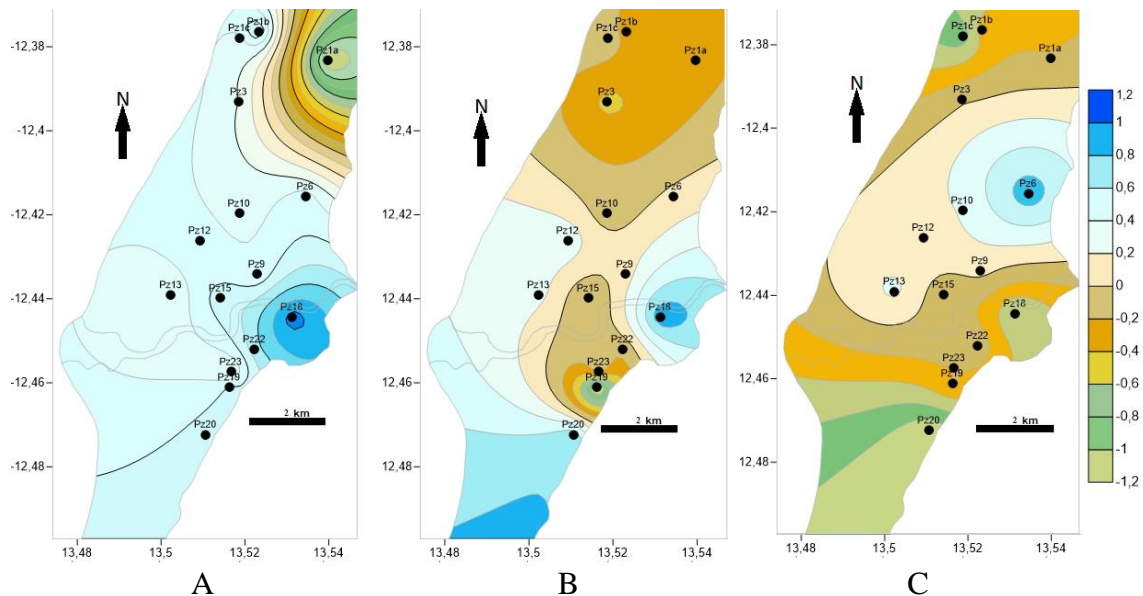 -12,38
-12,4
-12,42
-12,44
-12,46
-12,48
13,48
13,5
13,52
13,54
N
Pz1c
Pz1b
Pz1a
Pz3
Pz6
Pz10
Pz12
Pz9
Pz13
Pz15
Pz18
Pz22
Pz23
Pz19
Pz20
2 km
A
-12,38
-12,4
-12,42
-12,44
-12,46
-12,48
13,48
13,5
13,52
13,54
N
Pz1c
Pz1b
Pz1a
Pz3
Pz6
Pz10
Pz12
Pz9
Pz13
Pz15
Pz18
Pz22
Pz23
Pz19
Pz20
2 km
B
-12,38
-12,4
12,42
12,44
12,46
12,48
13,48
13,5
13,52
13,54
N
Pz1c
Pz1b
Pz1a
Pz3
Pz6
Pz10
Pz12
Pz9
Pz13
Pz15
Pz18
Pz22
Pz23
Pz19
Pz20
2 km
C
1,2
1
0,8
0,6
0,4
0,2
0
-0,2
-0,4
-0,6
-0,8
-1
-1,2